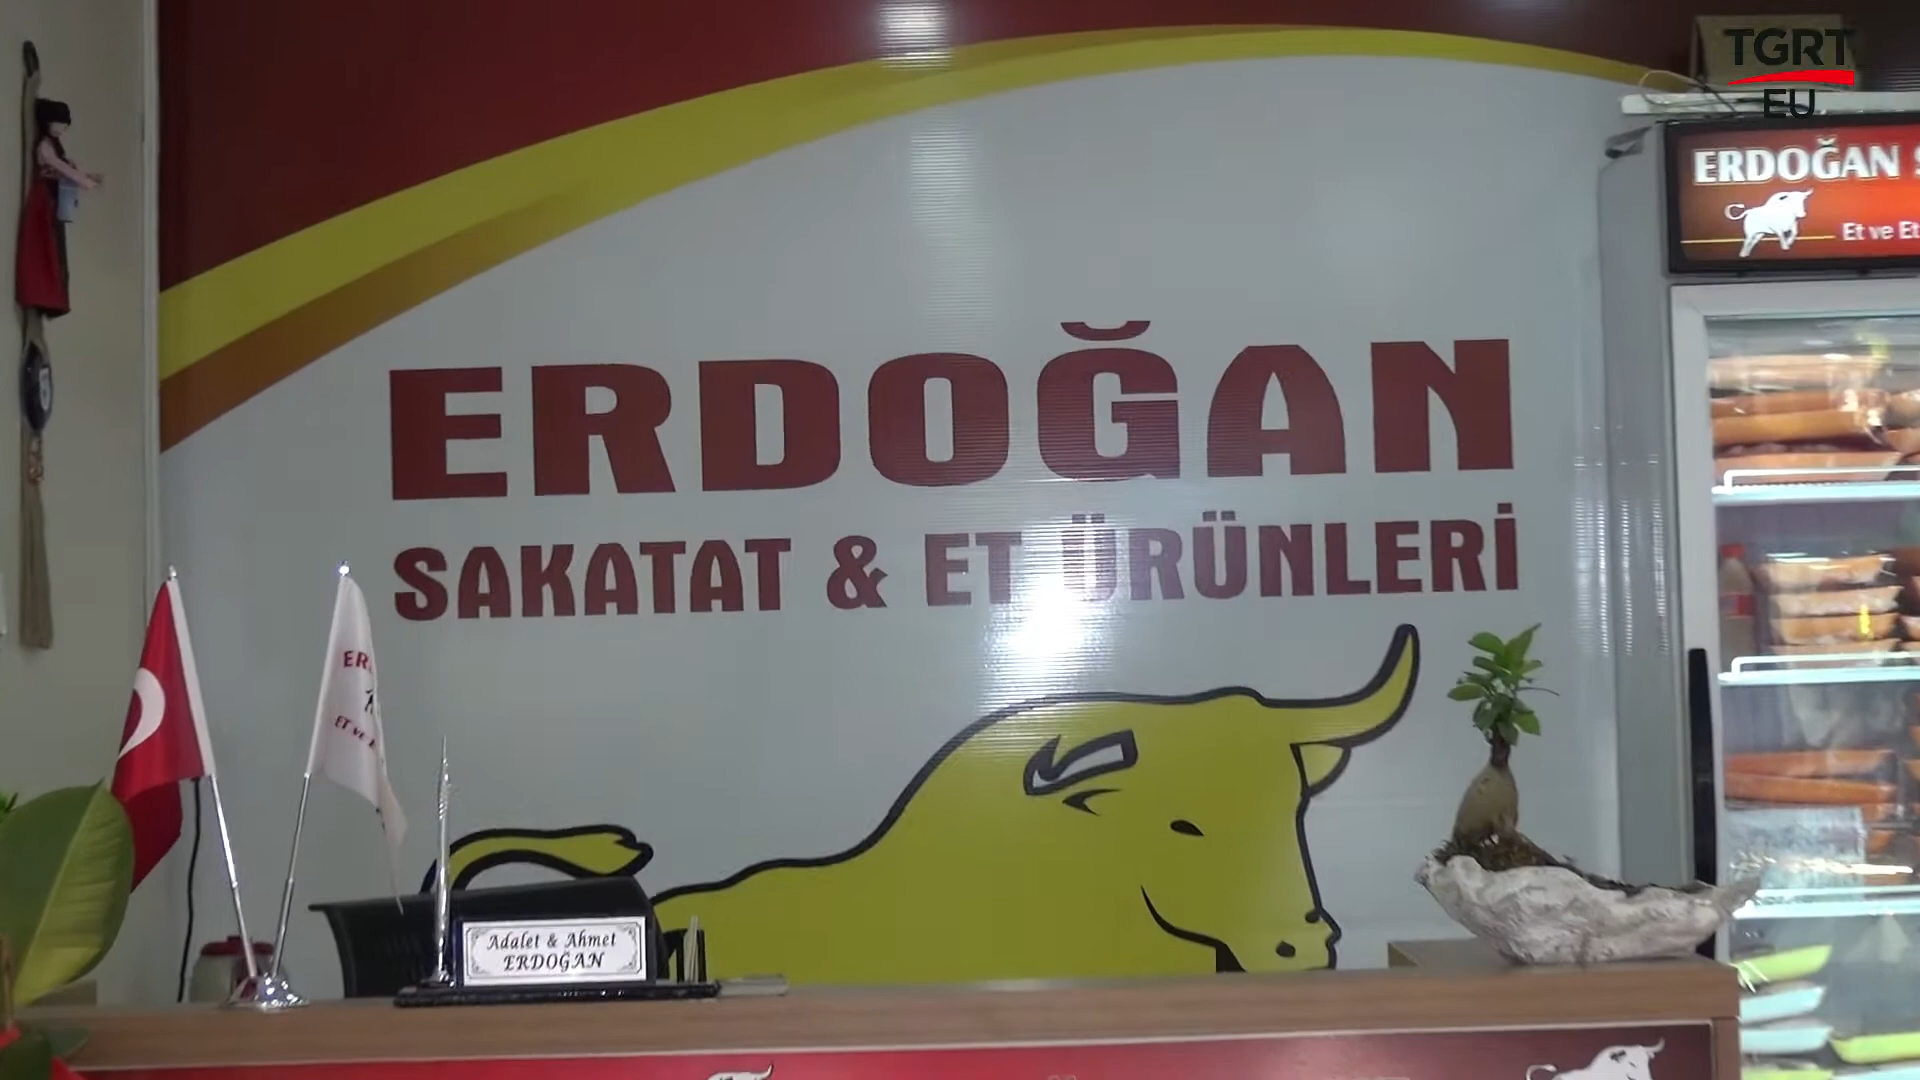 TGRT
EU
ERDOĞAN
Et ve Et
ERDOĞAN
SAKATAT & ET ÜRÜNLERİ
Adalet & Ahmet
ERDOĞAN